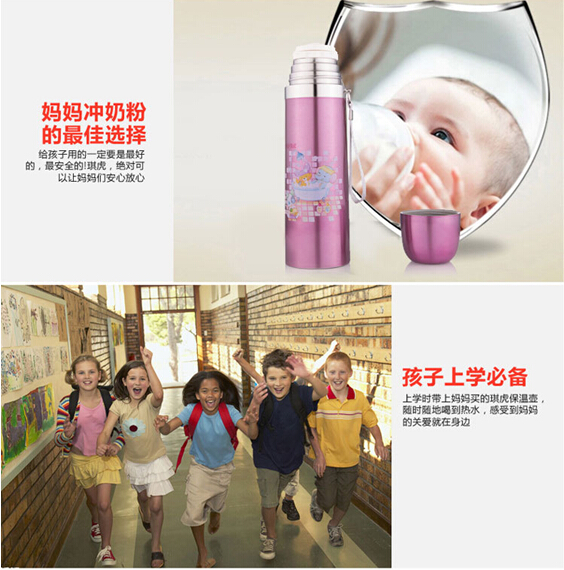 妈妈冲奶粉
的最佳选择
给孩子用的一定要是最好
的，最安全的!琪虎，绝对可
以让妈妈们安心放心
孩子上学必备
上学时带上妈妈买的琪虎保温壶，
随时随地喝到热水，感受到妈妈
的关爱就在身边